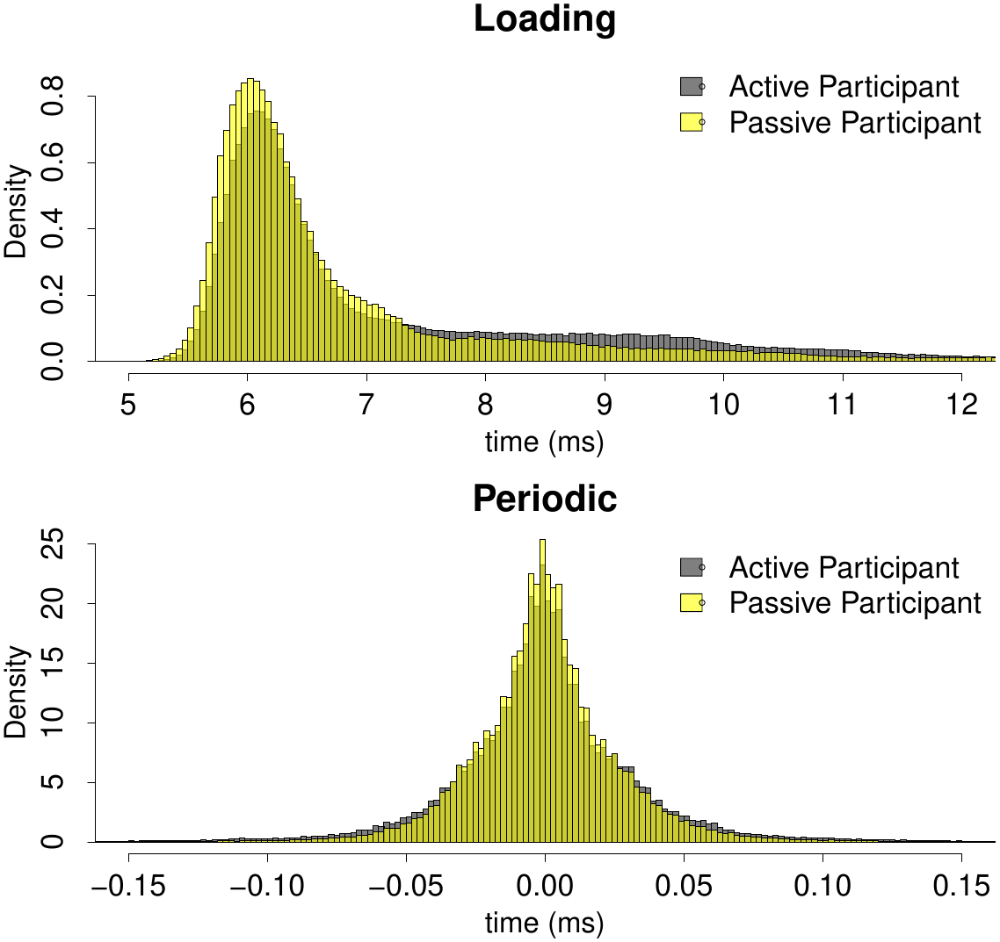 Loading
Active Participant
Passive Participant
Density
0.0 0.2 0.4 0.6 0.8
5 6 7 8 9 10 11 12
time (ms)
Periodic
Active Participant
Passive Participant
Density
0 5 10 15 20 25
−0.15 −0.10 −0.05 0.00 0.05 0.10 0.15
time (ms)